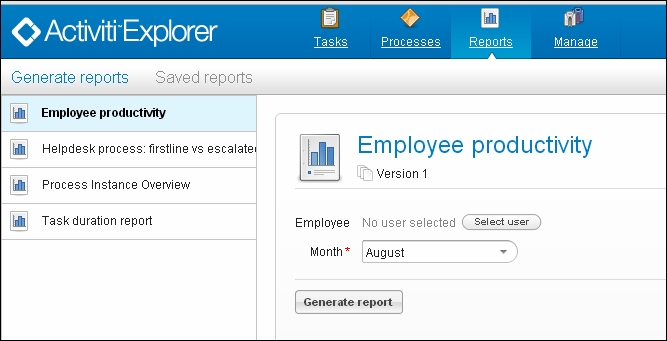 Activiti Explorer
Tasks Processes Reports Manage
Generate reports Saved reports
Employee productivity
Helpdesk process: firstline vs escalated
Process Instance Overview
Task duration report
Employee productivity
Version 1
Employee No user selected Select user
Month * August
Generate report